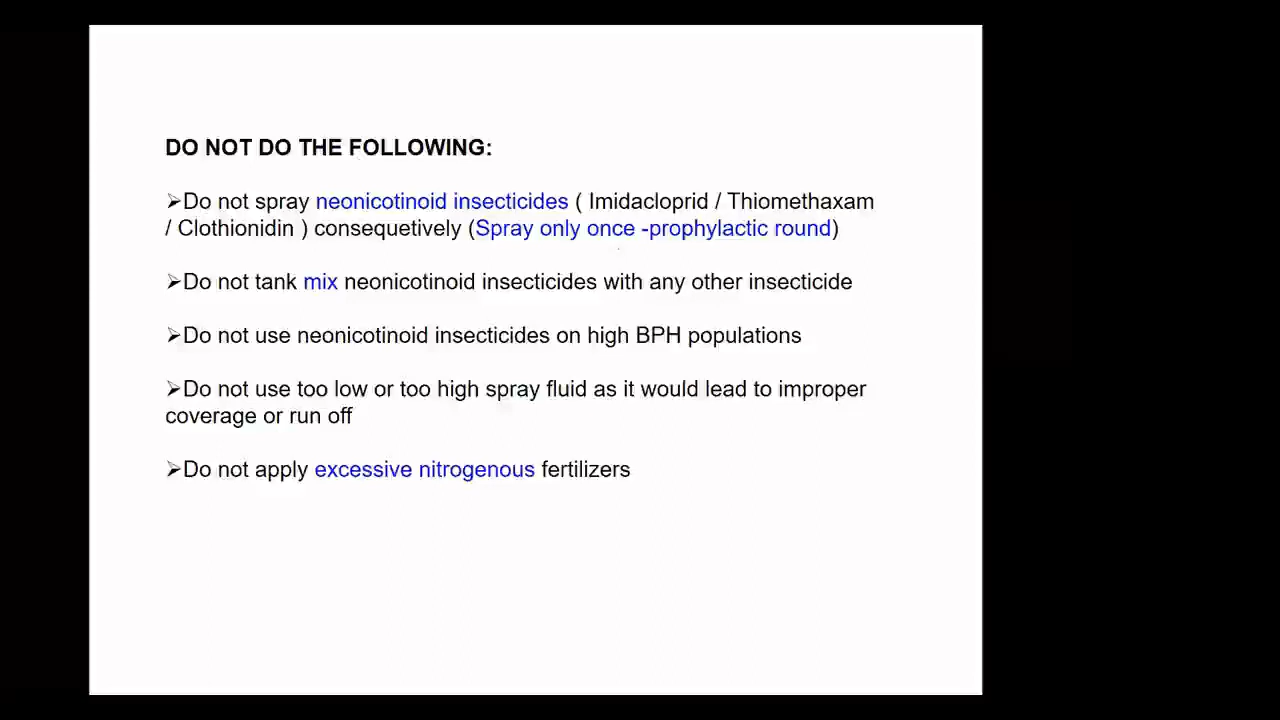 DO NOT DO THE FOLLOWING:
➢Do not spray neonicotinoid insecticides ( Imidacloprid / Thiomethaxam
/ Clothionidin ) consequetively (Spray only once -prophylactic round)
➢Do not tank mix neonicotinoid insecticides with any other insecticide
➢Do not use neonicotinoid insecticides on high BPH populations
➢Do not use too low or too high spray fluid as it would lead to improper
coverage or run off
➢Do not apply excessive nitrogenous fertilizers